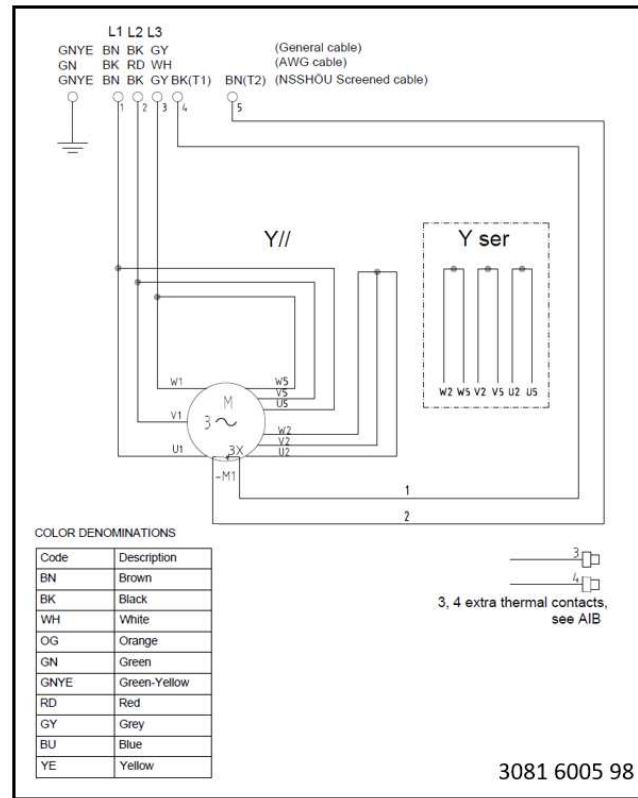 L1 L2 L3
GNYE BN BK GY (General cable)
GN BK RD WH (AWG cable)
GNYE BN BK GY BK(T1) BN(T2) (NSSHÖU Screened cable)
1 2 3 4 5
Y//
Y ser
W2 W5 V2 V5 U2 U5
W1 W5
V5
M U5
V1 3 ~
W2
V2
U1 3X U2
-M1
1
2
COLOR DENOMINATIONS
Code Description
BN Brown
BK Black
WH White
OG Orange
GN Green
GNYE Green-Yellow
RD Red
GY Grey
BU Blue
YE Yellow
3
4
3, 4 extra thermal contacts,
see AIB
3081 6005 98